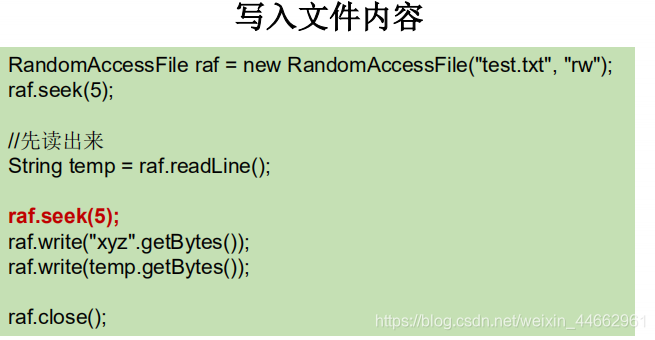 写入文件内容
RandomAccessFile raf = new RandomAccessFile("test.txt", "rw");
raf.seek(5);
//先读出来
String temp = raf.readLine();
raf.seek(5);
raf.write("xyz".getBytes());
raf.write(temp.getBytes());
raf.close();
https://blog.csdn.net/weixin_44662961